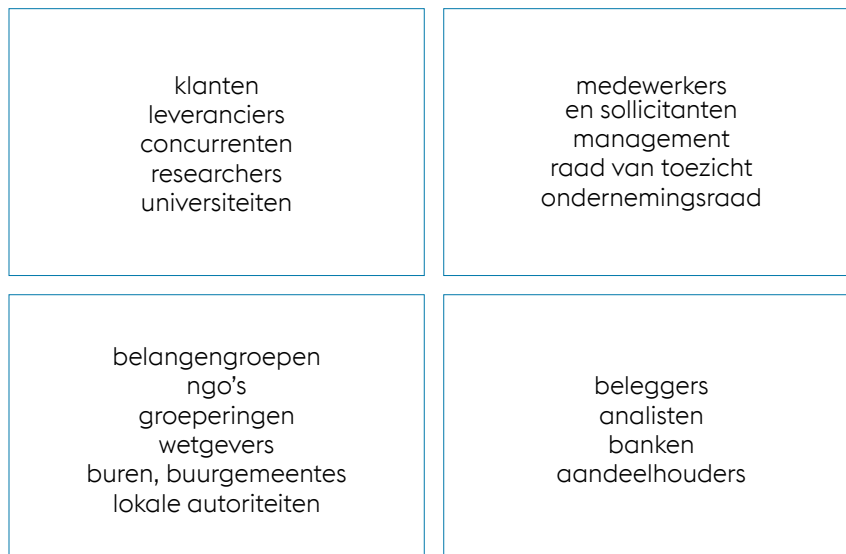 klanten
leveranciers
concurrenten
researchers
universiteiten
medewerkers
en sollicitanten
management
raad van toezicht
ondernemingsraad
belangengroepen
ngo's
groeperingen
wetgevers
buren, buurgemeentes
lokale autoriteiten
beleggers
analisten
banken
aandeelhouders